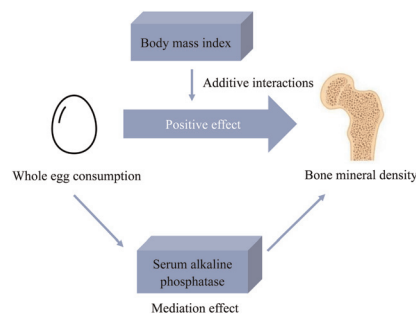 Body mass index
Additive interactions
Positive effect
Whole egg consumption
Bone mineral density
Serum alkaline
phosphatase
Mediation effect